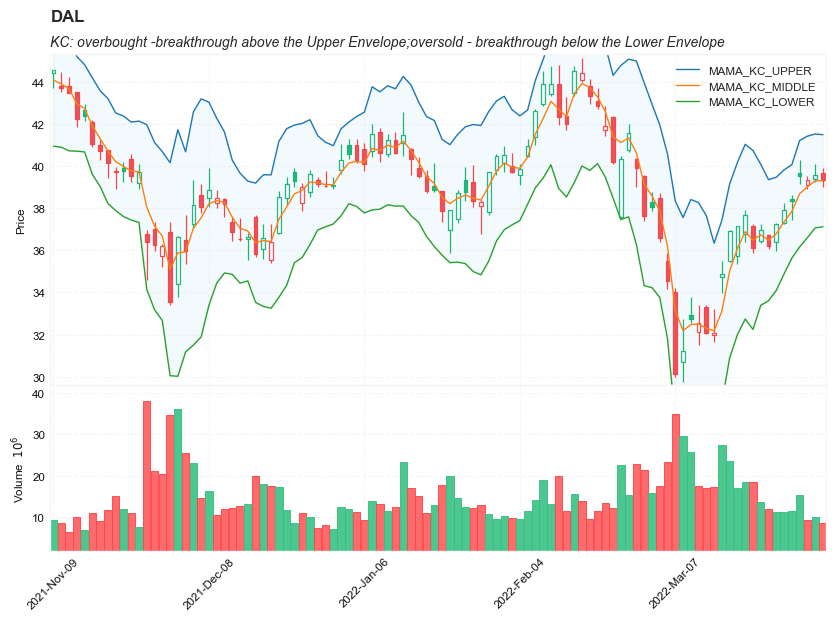 DAL
KC: overbought -breakthrough above the Upper Envelope;oversold - breakthrough below the Lower Envelope
MAMA_KC_UPPER
MAMA_KC_MIDDLE
MAMA_KC_LOWER
44
42
40
38
36
34
32
30
Price
40
30
20
10
Volume 10^6
2021-Nov-09
2021-Dec-08
2022-Jan-06
2022-Feb-04
2022-Mar-07